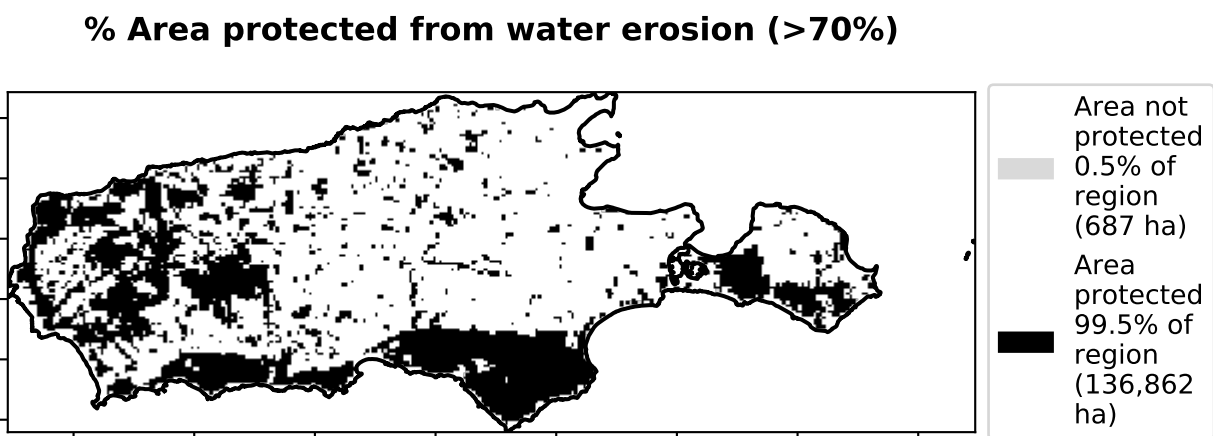 % Area protected from water erosion (>70%)
Area not
protected
0.5% of
region
(687 ha)
Area
protected
99.5% of
region
(136,862
ha)